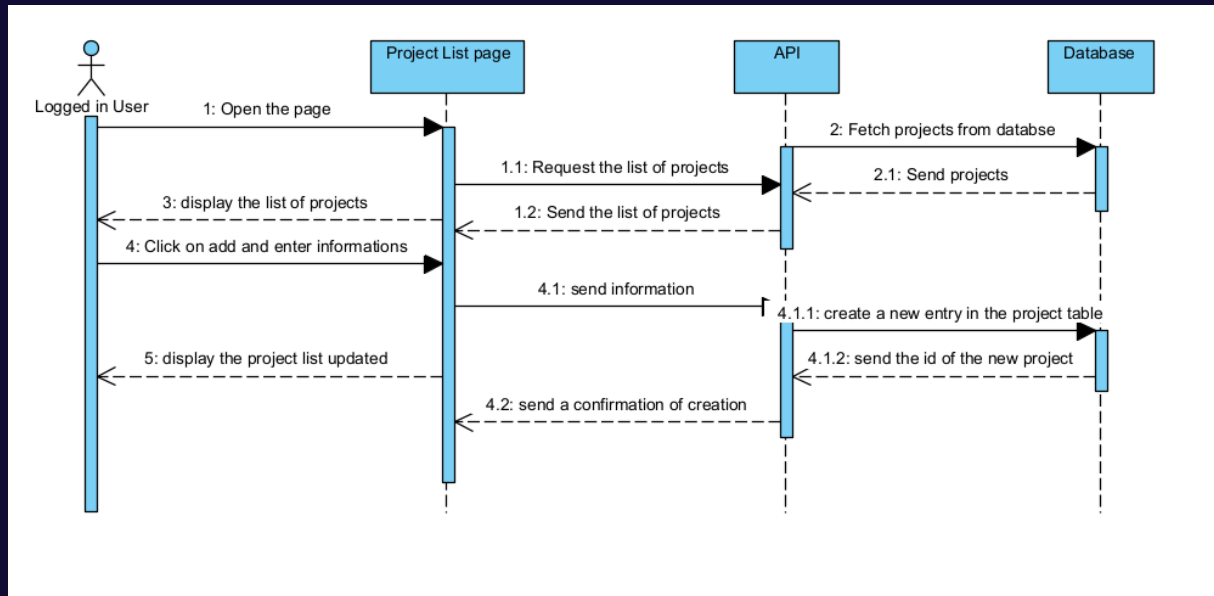 Project List page
API
Database
Logged in User
1: Open the page
2: Fetch projects from databse
1.1: Request the list of projects
2.1: Send projects
3: display the list of projects
1.2: Send the list of projects
4: Click on add and enter informations
4.1: send information
4.1.1: create a new entry in the project table
5: display the project list updated
4.1.2: send the id of the new project
4.2: send a confirmation of creation